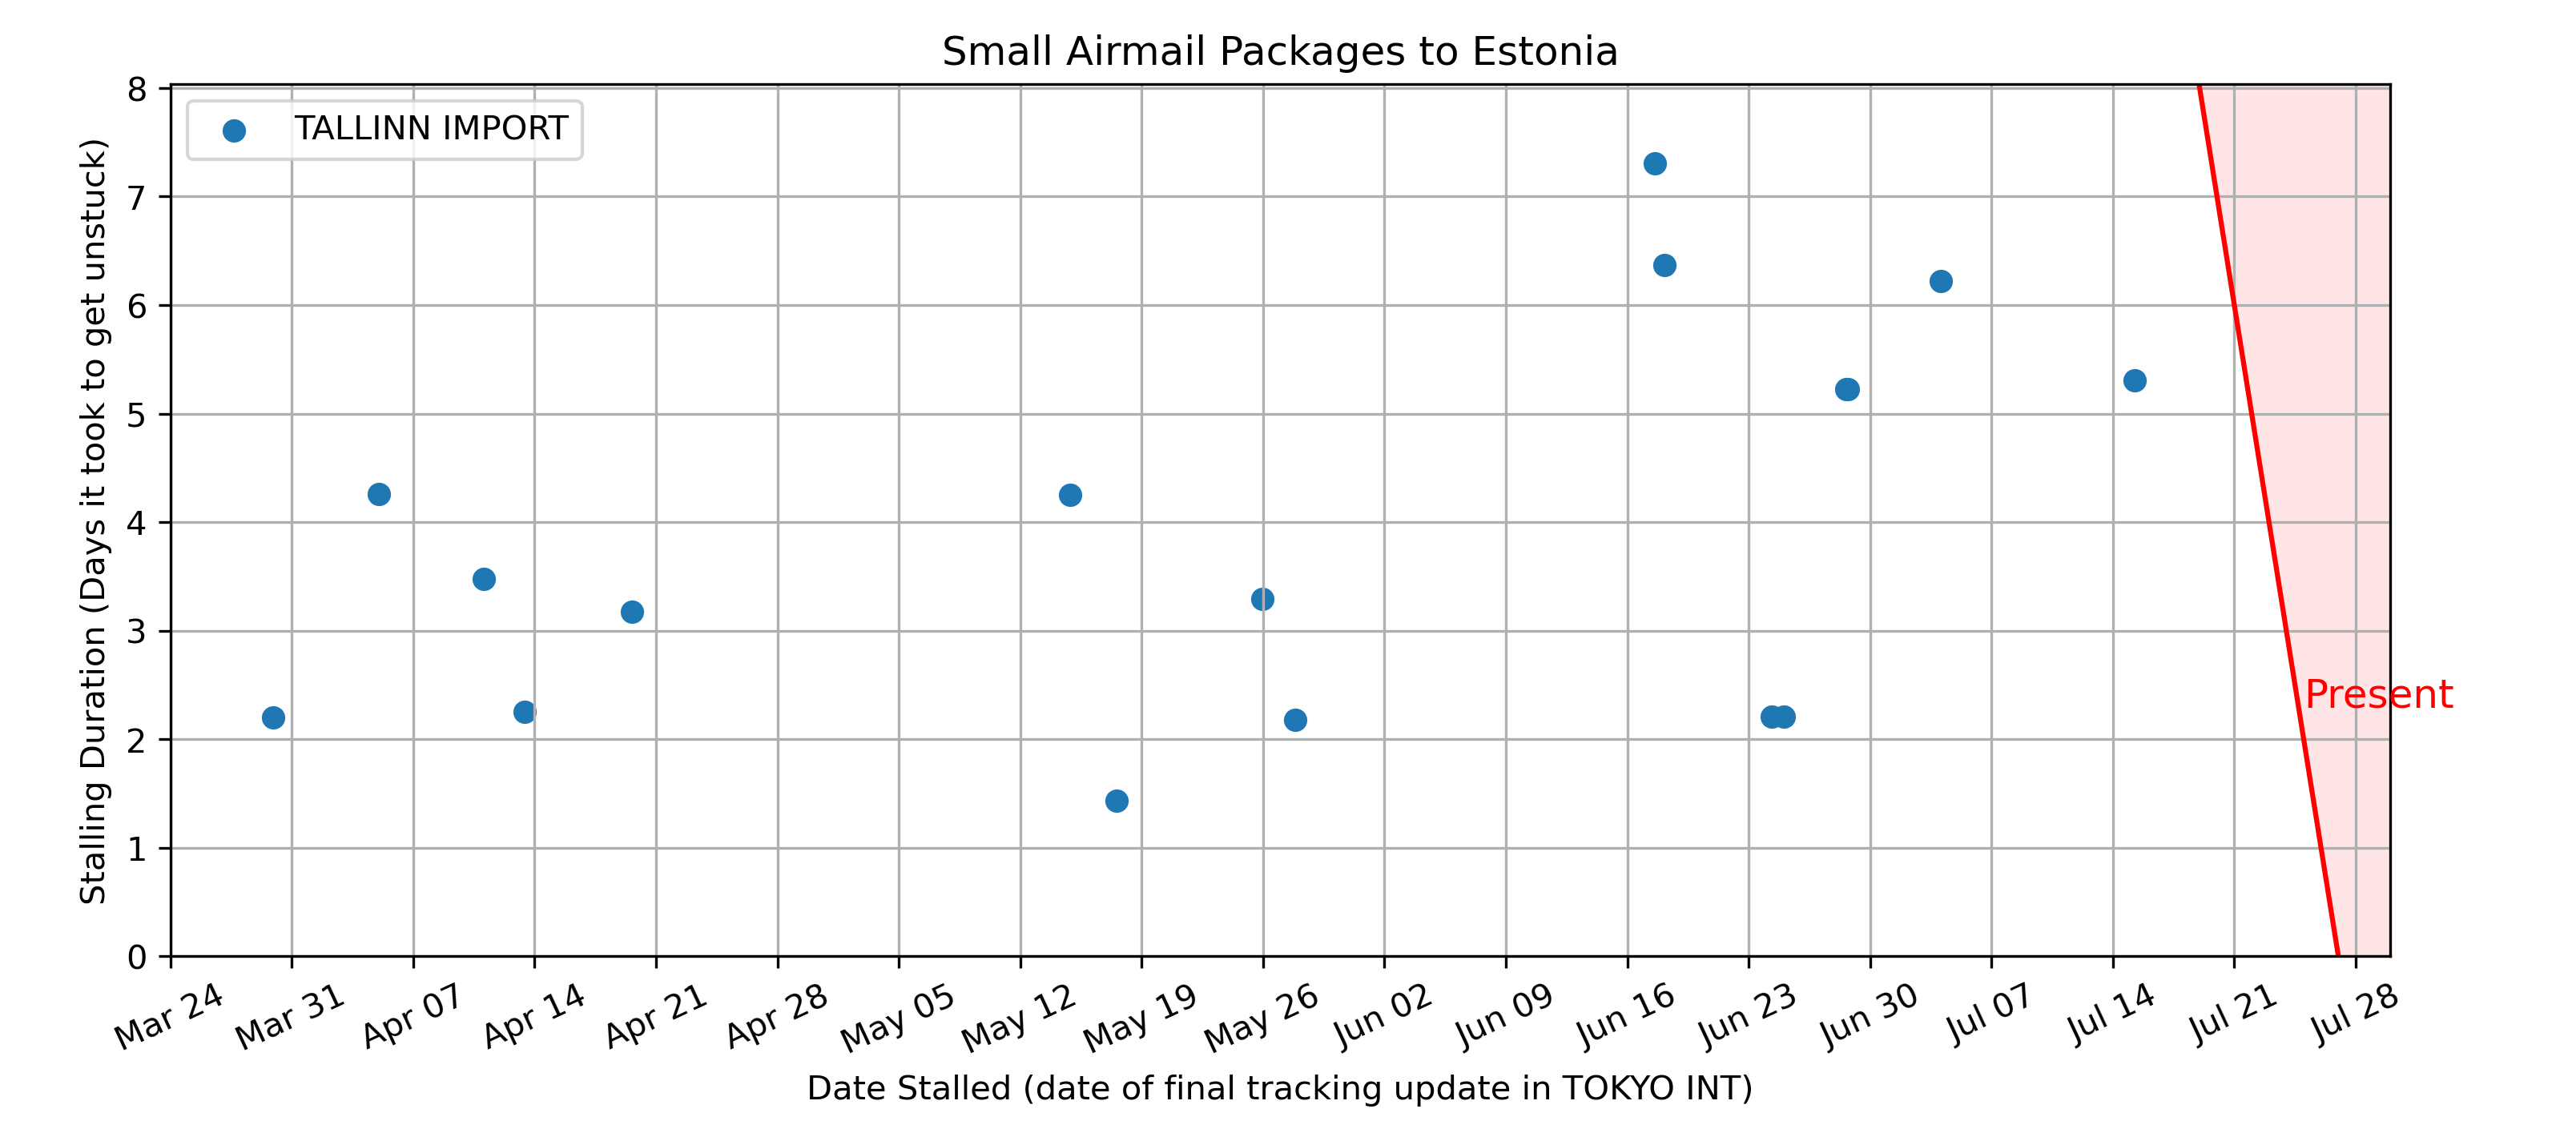 Small Airmail Packages to Estonia
TALLINN IMPORT
Stalling Duration (Days it took to get unstuck)
8
7
6
5
4
3
2
1
0
Present
Mar 24
Mar 31
Apr 07
Apr 14
Apr 21
Apr 28
May 05
May 12
May 19
May 26
Jun 02
Jun 09
Jun 16
Jun 23
Jun 30
Jul 07
Jul 14
Jul 21
Jul 28
Date Stalled (date of final tracking update in TOKYO INT)